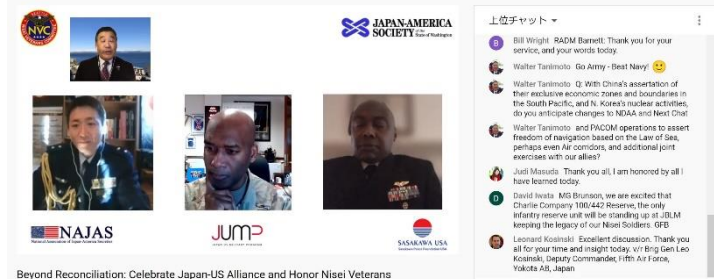 NVC
JAPAN-AMERICA
SOCIETY of the
State of Washington
NAJAS
National Association of Japan-America Societies
JUMP
SASAKAWA USA
Beyond Reconciliation: Celebrate Japan-US Alliance and Honor Nisei Veterans
上位チャット
Bill Wright RADM Barnett: Thank you for your
service, and your words today.
Walter Tanimoto Go Army - Beat Navy! 🙂
Walter Tanimoto Q: With China's assertation of
their exclusive economic zones and boundaries in
the South Pacific, and N. Korea's nuclear activities,
do you anticipate changes to NDAA and Next Chat
Walter Tanimoto and PACOM operations to assert
freedom of navigation based on the Law of Sea,
perhaps even Air corridors, and additional joint
exercises with our allies?
Judi Masuda Thank you all, I am honored by all I
have learned today.
David Iwata MG Brunson, we are excited that
Charlie Company 100/442 Reserve, the only
infantry reserve unit will be standing up at JBLM
keeping the legacy of our Nisei Soldiers. GFB
Leonard Kosinski Excellent discussion. Thank you
all for your time and insight today. v/r Brig Gen Leo
Kosinski, Deputy Commander, Fifth Air Force,
Yokota AB, Japan